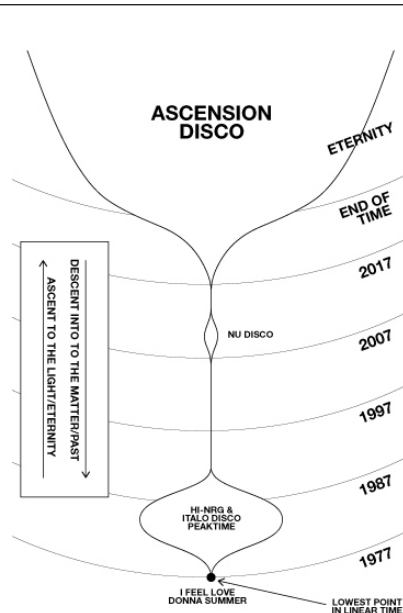 ASCENSION
DISCO
ETERNITY
END OF
TIME
2017
DESCENT INTO TO THE MATTER/PAST
ASCENT TO THE LIGHT/ETERNITY
NU DISCO
2007
1997
1987
HI-NRG &
ITALO DISCO
PEAKTIME
1977
I FEEL LOVE
DONNA SUMMER
LOWEST POINT
IN LINEAR TIME